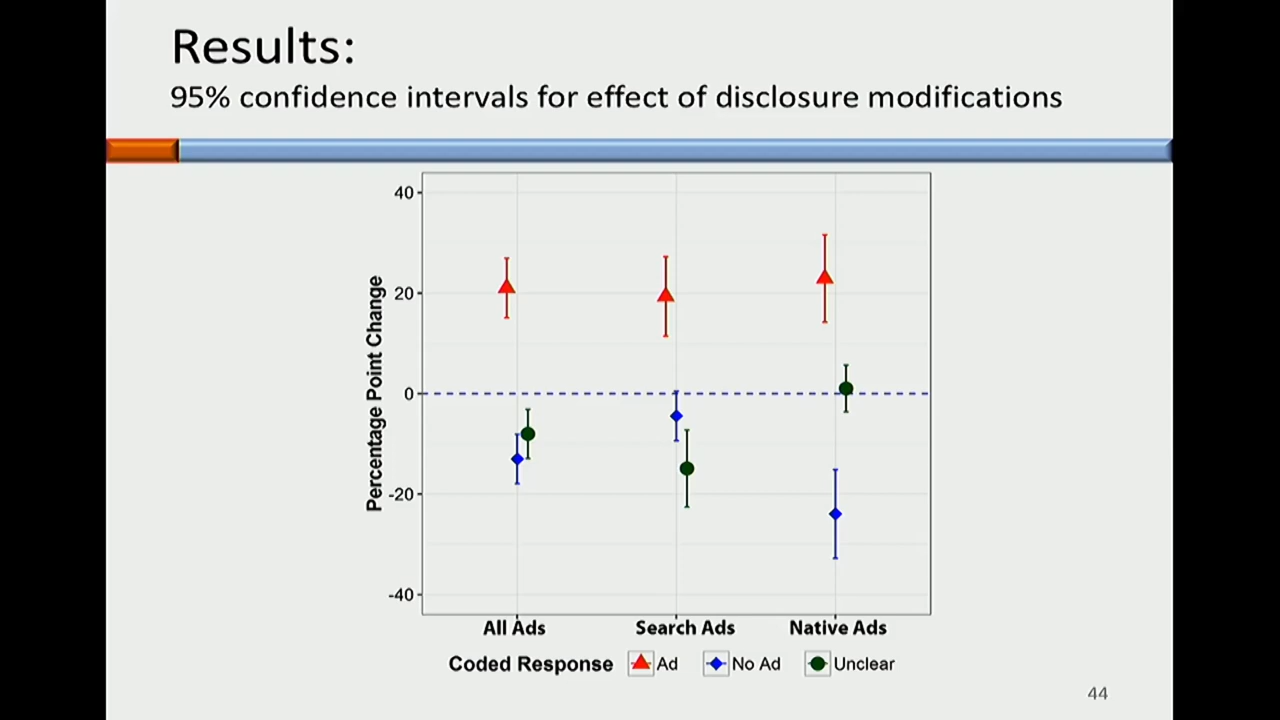 Results:
95% confidence intervals for effect of disclosure modifications
Percentage Point Change
40
20
0
-20
-40
All Ads Search Ads Native Ads
Coded Response Ad No Ad Unclear
44